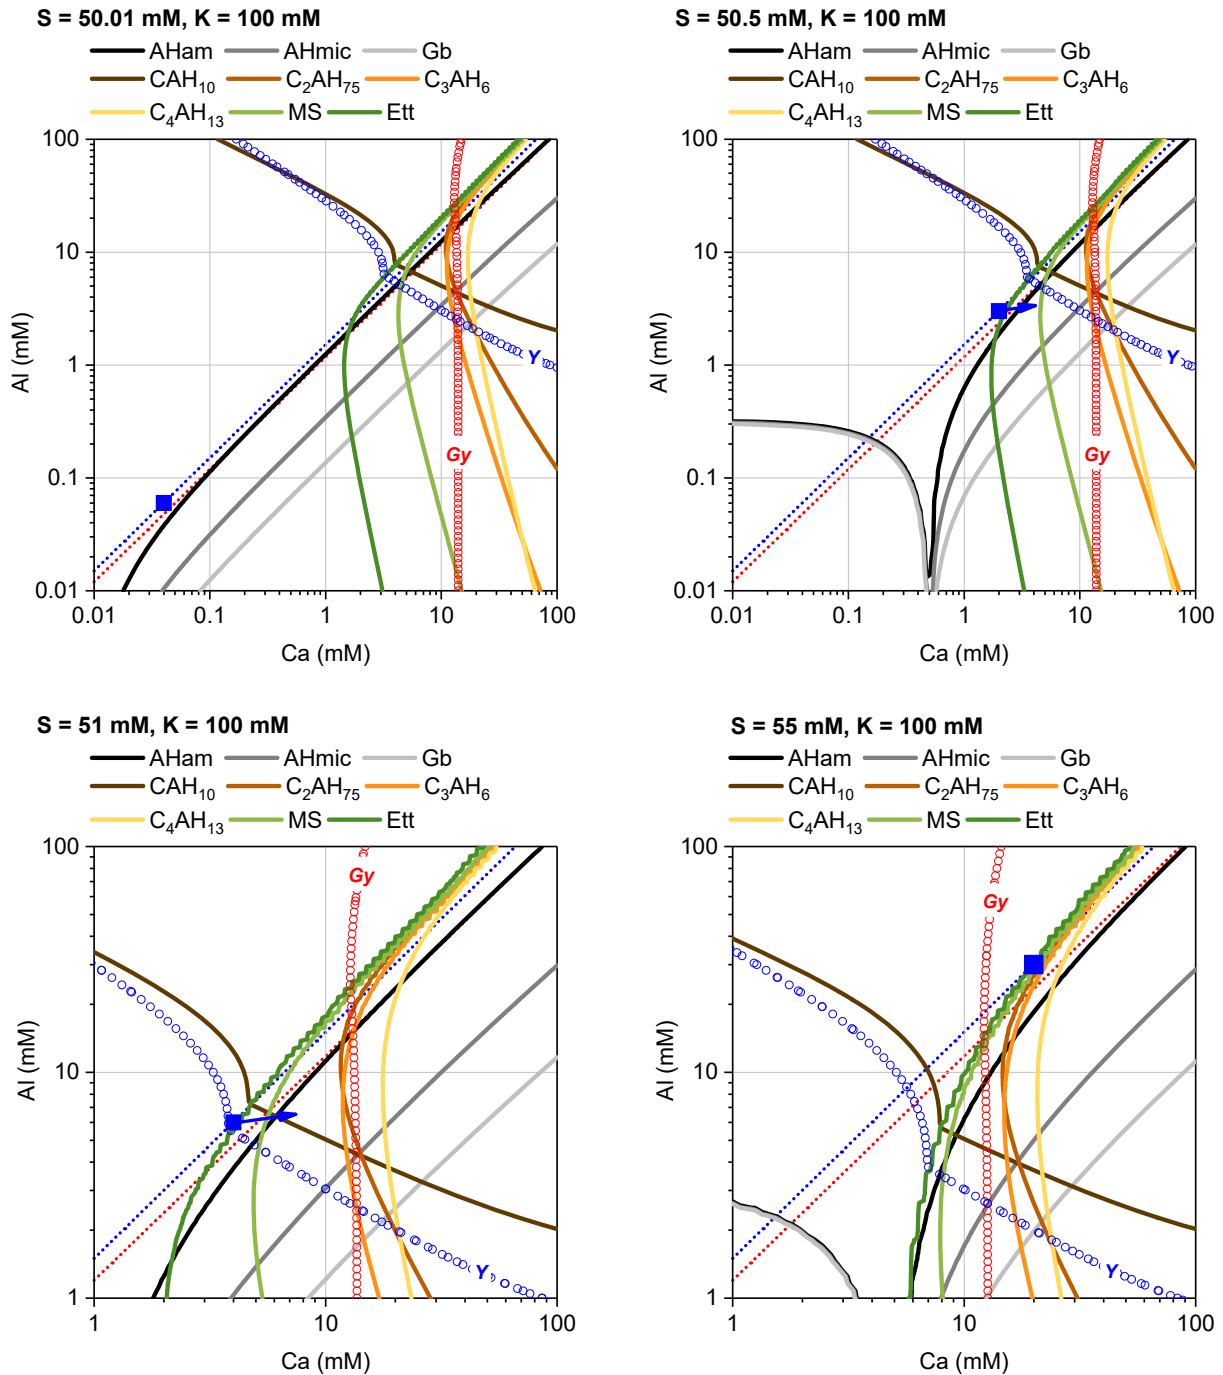 S = 50.01 mM, K = 100 mM
AHam AHmic Gb
CAH₁₀ C₂AH₇₅ C₃AH₆
C₄AH₁₃ MS Ett
100
10
1
0.1
0.01
Al (mM)
Y
Gy
0.01 0.1 1 10 100
Ca (mM)
S = 50.5 mM, K = 100 mM
AHam AHmic Gb
CAH₁₀ C₂AH₇₅ C₃AH₆
C₄AH₁₃ MS Ett
100
10
1
0.1
0.01
Al (mM)
Y
Gy
0.01 0.1 1 10 100
Ca (mM)
S = 51 mM, K = 100 mM
AHam AHmic Gb
CAH₁₀ C₂AH₇₅ C₃AH₆
C₄AH₁₃ MS Ett
100
10
1
Al (mM)
Gy
Y
1 10 100
Ca (mM)
S = 55 mM, K = 100 mM
AHam AHmic Gb
CAH₁₀ C₂AH₇₅ C₃AH₆
C₄AH₁₃ MS Ett
100
10
1
Al (mM)
Gy
Y
1 10 100
Ca (mM)